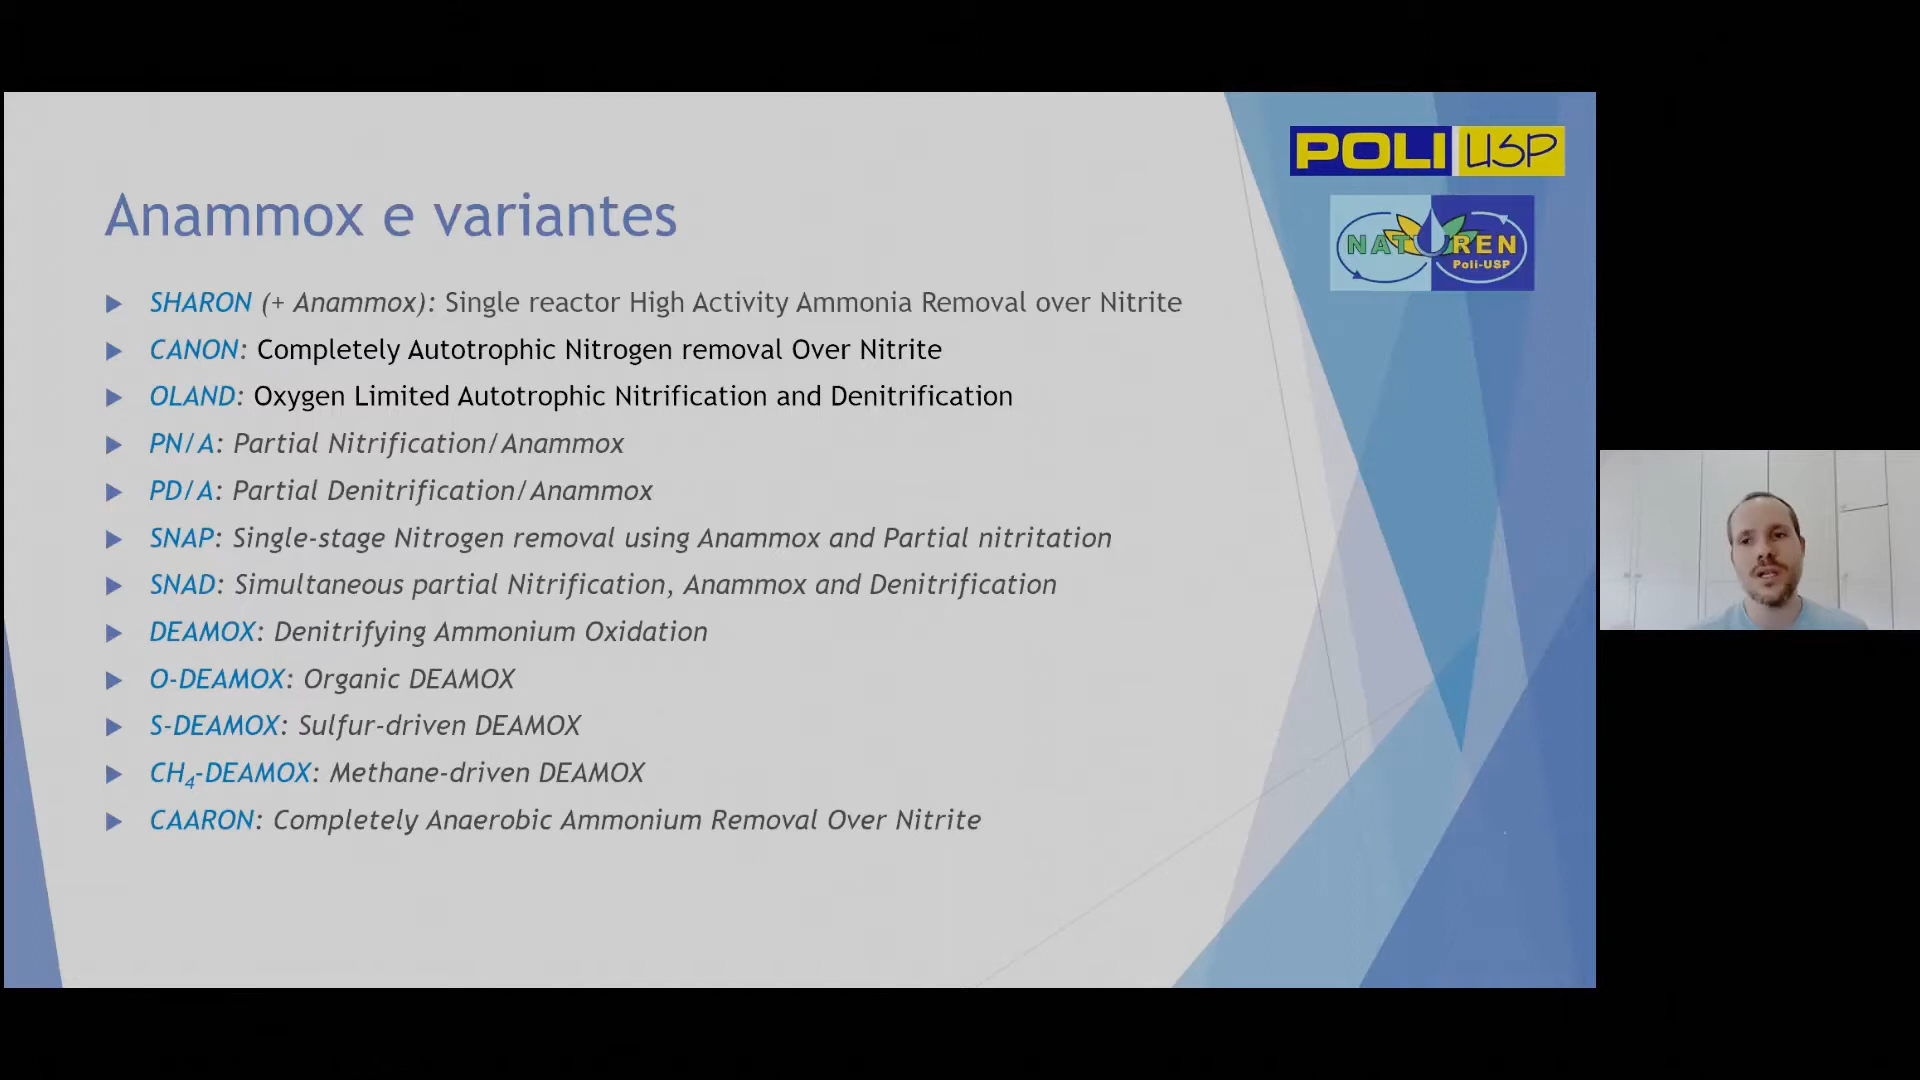 POLI USP
NATUREN
Poli-USP
Anammox e variantes
SHARON (+ Anammox): Single reactor High Activity Ammonia Removal over Nitrite
CANON: Completely Autotrophic Nitrogen removal Over Nitrite
OLAND: Oxygen Limited Autotrophic Nitrification and Denitrification
PN/A: Partial Nitrification/Anammox
PD/A: Partial Denitrification/Anammox
SNAP: Single-stage Nitrogen removal using Anammox and Partial nitritation
SNAD: Simultaneous partial Nitrification, Anammox and Denitrification
DEAMOX: Denitrifying Ammonium Oxidation
O-DEAMOX: Organic DEAMOX
S-DEAMOX: Sulfur-driven DEAMOX
CH4-DEAMOX: Methane-driven DEAMOX
CAARON: Completely Anaerobic Ammonium Removal Over Nitrite